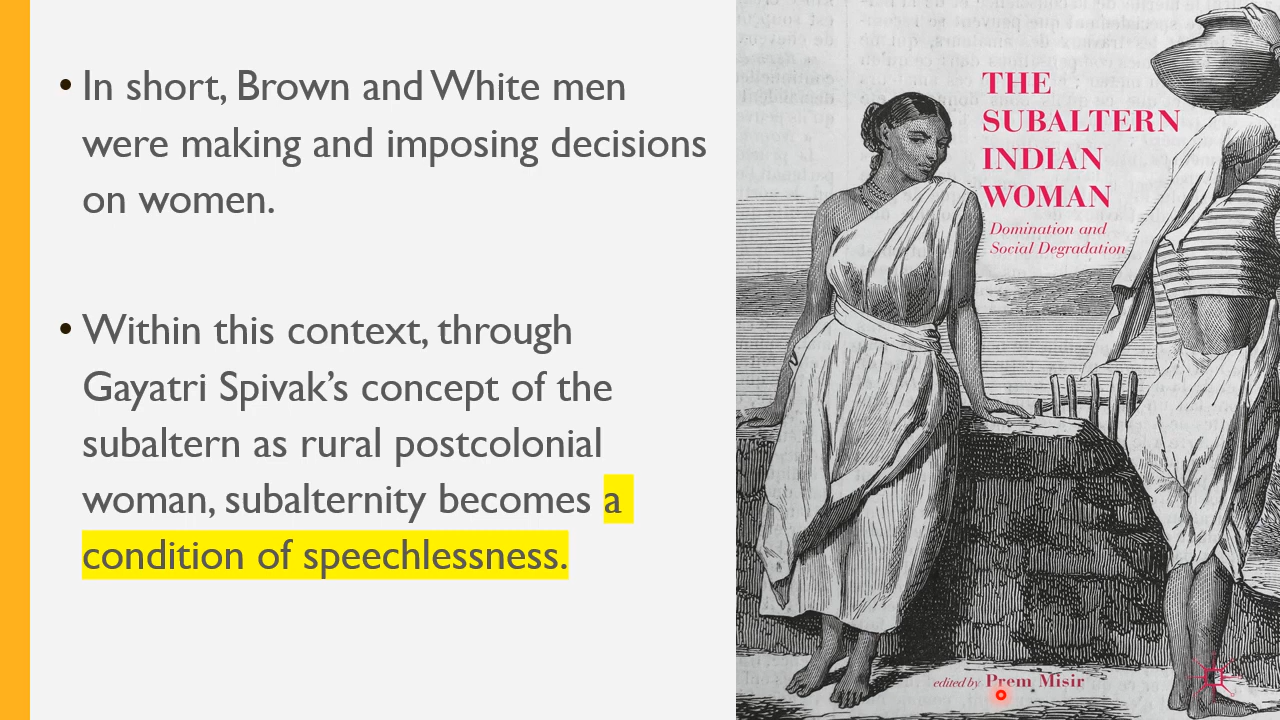 In short, Brown and White men
were making and imposing decisions
on women.
Within this context, through
Gayatri Spivak’s concept of the
subaltern as rural postcolonial
woman, subalternity becomes a
condition of speechlessness.
THE
SUBALTERN
INDIAN
WOMAN
Domination and
Social Degradation
edited by Prem Misir